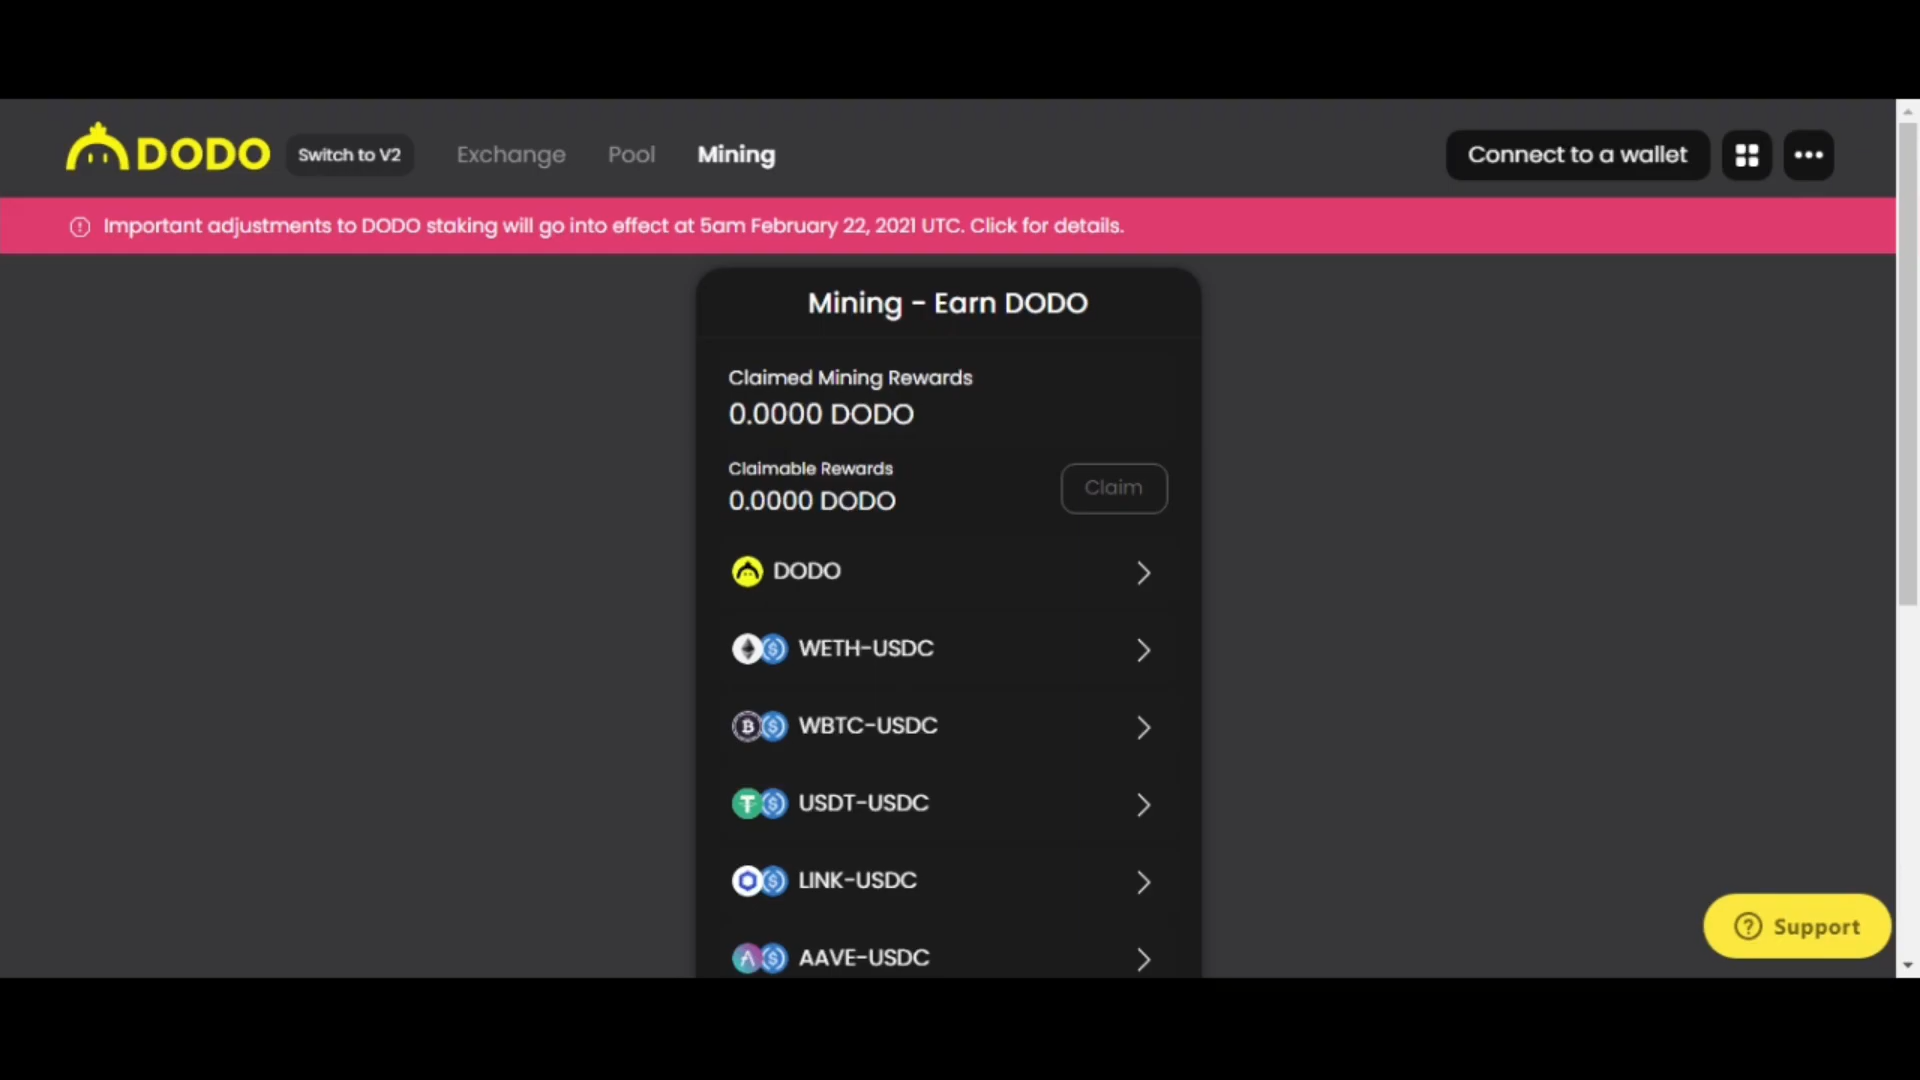 DODO
Switch to V2
Exchange
Pool
Mining
Connect to a wallet
Important adjustments to DODO staking will go into effect at 5am February 22, 2021 UTC. Click for details.
Mining - Earn DODO
Claimed Mining Rewards
0.0000 DODO
Claimable Rewards
0.0000 DODO
Claim
DODO
WETH-USDC
WBTC-USDC
USDT-USDC
LINK-USDC
AAVE-USDC
Support